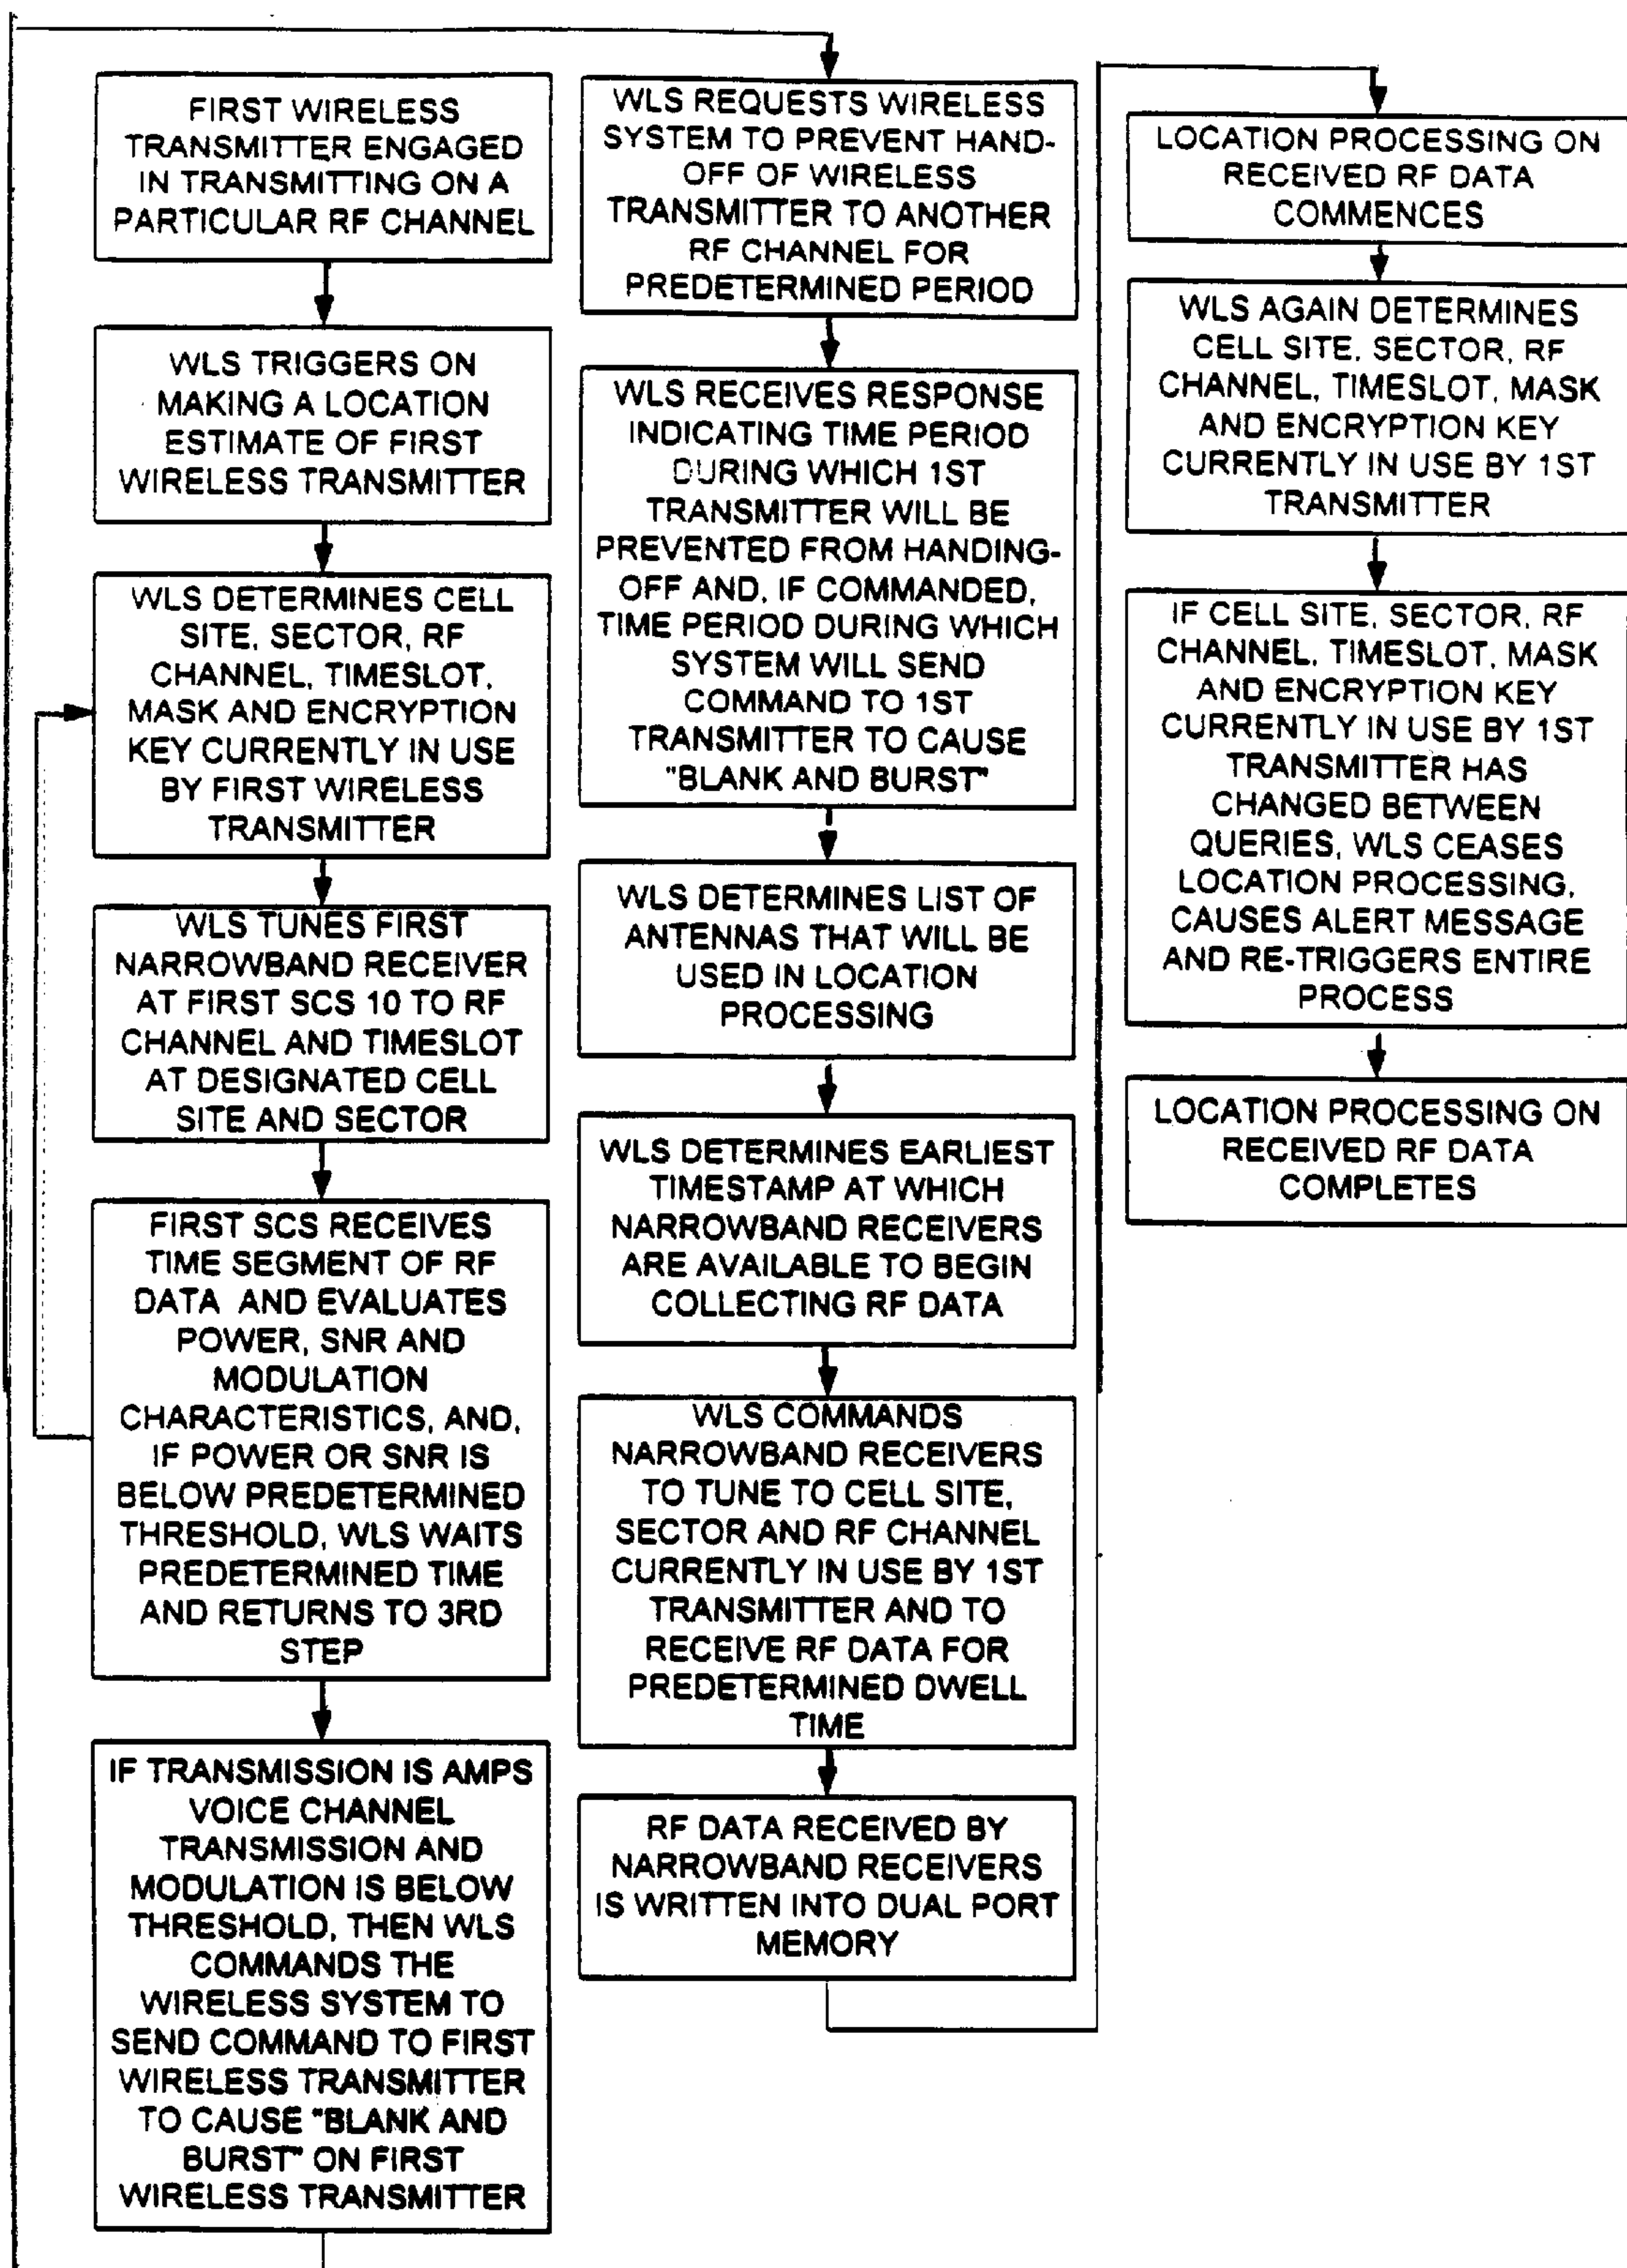 FIRST WIRELESS
TRANSMITTER ENGAGED
IN TRANSMITTING ON A
PARTICULAR RF CHANNEL
WLS TRIGGERS ON
MAKING A LOCATION
ESTIMATE OF FIRST
WIRELESS TRANSMITTER
WLS DETERMINES CELL
SITE, SECTOR, RF
CHANNEL, TIMESLOT,
MASK AND ENCRYPTION
KEY CURRENTLY IN USE
BY FIRST WIRELESS
TRANSMITTER
WLS TUNES FIRST
NARROWBAND RECEIVER
AT FIRST SCS 10 TO RF
CHANNEL AND TIMESLOT
AT DESIGNATED CELL
SITE AND SECTOR
FIRST SCS RECEIVES
TIME SEGMENT OF RF
DATA AND EVALUATES
POWER, SNR AND
MODULATION
CHARACTERISTICS, AND,
IF POWER OR SNR IS
BELOW PREDETERMINED
THRESHOLD, WLS WAITS
PREDETERMINED TIME
AND RETURNS TO 3RD
STEP
IF TRANSMISSION IS AMPS
VOICE CHANNEL
TRANSMISSION AND
MODULATION IS BELOW
THRESHOLD, THEN WLS
COMMANDS THE
WIRELESS SYSTEM TO
SEND COMMAND TO FIRST
WIRELESS TRANSMITTER
TO CAUSE "BLANK AND
BURST" ON FIRST
WIRELESS TRANSMITTER
WLS REQUESTS WIRELESS
SYSTEM TO PREVENT HAND-
OFF OF WIRELESS
TRANSMITTER TO ANOTHER
RF CHANNEL FOR
PREDETERMINED PERIOD
WLS RECEIVES RESPONSE
INDICATING TIME PERIOD
DURING WHICH 1ST
TRANSMITTER WILL BE
PREVENTED FROM HANDING-
OFF AND, IF COMMANDED,
TIME PERIOD DURING WHICH
SYSTEM WILL SEND
COMMAND TO 1ST
TRANSMITTER TO CAUSE
"BLANK AND BURST"
WLS DETERMINES LIST OF
ANTENNAS THAT WILL BE
USED IN LOCATION
PROCESSING
WLS DETERMINES EARLIEST
TIMESTAMP AT WHICH
NARROWBAND RECEIVERS
ARE AVAILABLE TO BEGIN
COLLECTING RF DATA
WLS COMMANDS
NARROWBAND RECEIVERS
TO TUNE TO CELL SITE,
SECTOR AND RF CHANNEL
CURRENTLY IN USE BY 1ST
TRANSMITTER AND TO
RECEIVE RF DATA FOR
PREDETERMINED DWELL
TIME
RF DATA RECEIVED BY
NARROWBAND RECEIVERS
IS WRITTEN INTO DUAL PORT
MEMORY
LOCATION PROCESSING ON
RECEIVED RF DATA
COMMENCES
WLS AGAIN DETERMINES
CELL SITE, SECTOR, RF
CHANNEL, TIMESLOT, MASK
AND ENCRYPTION KEY
CURRENTLY IN USE BY 1ST
TRANSMITTER
IF CELL SITE, SECTOR, RF
CHANNEL, TIMESLOT, MASK
AND ENCRYPTION KEY
CURRENTLY IN USE BY 1ST
TRANSMITTER HAS
CHANGED BETWEEN
QUERIES, WLS CEASES
LOCATION PROCESSING,
CAUSES ALERT MESSAGE
AND RE-TRIGGERS ENTIRE
PROCESS
LOCATION PROCESSING ON
RECEIVED RF DATA
COMPLETES